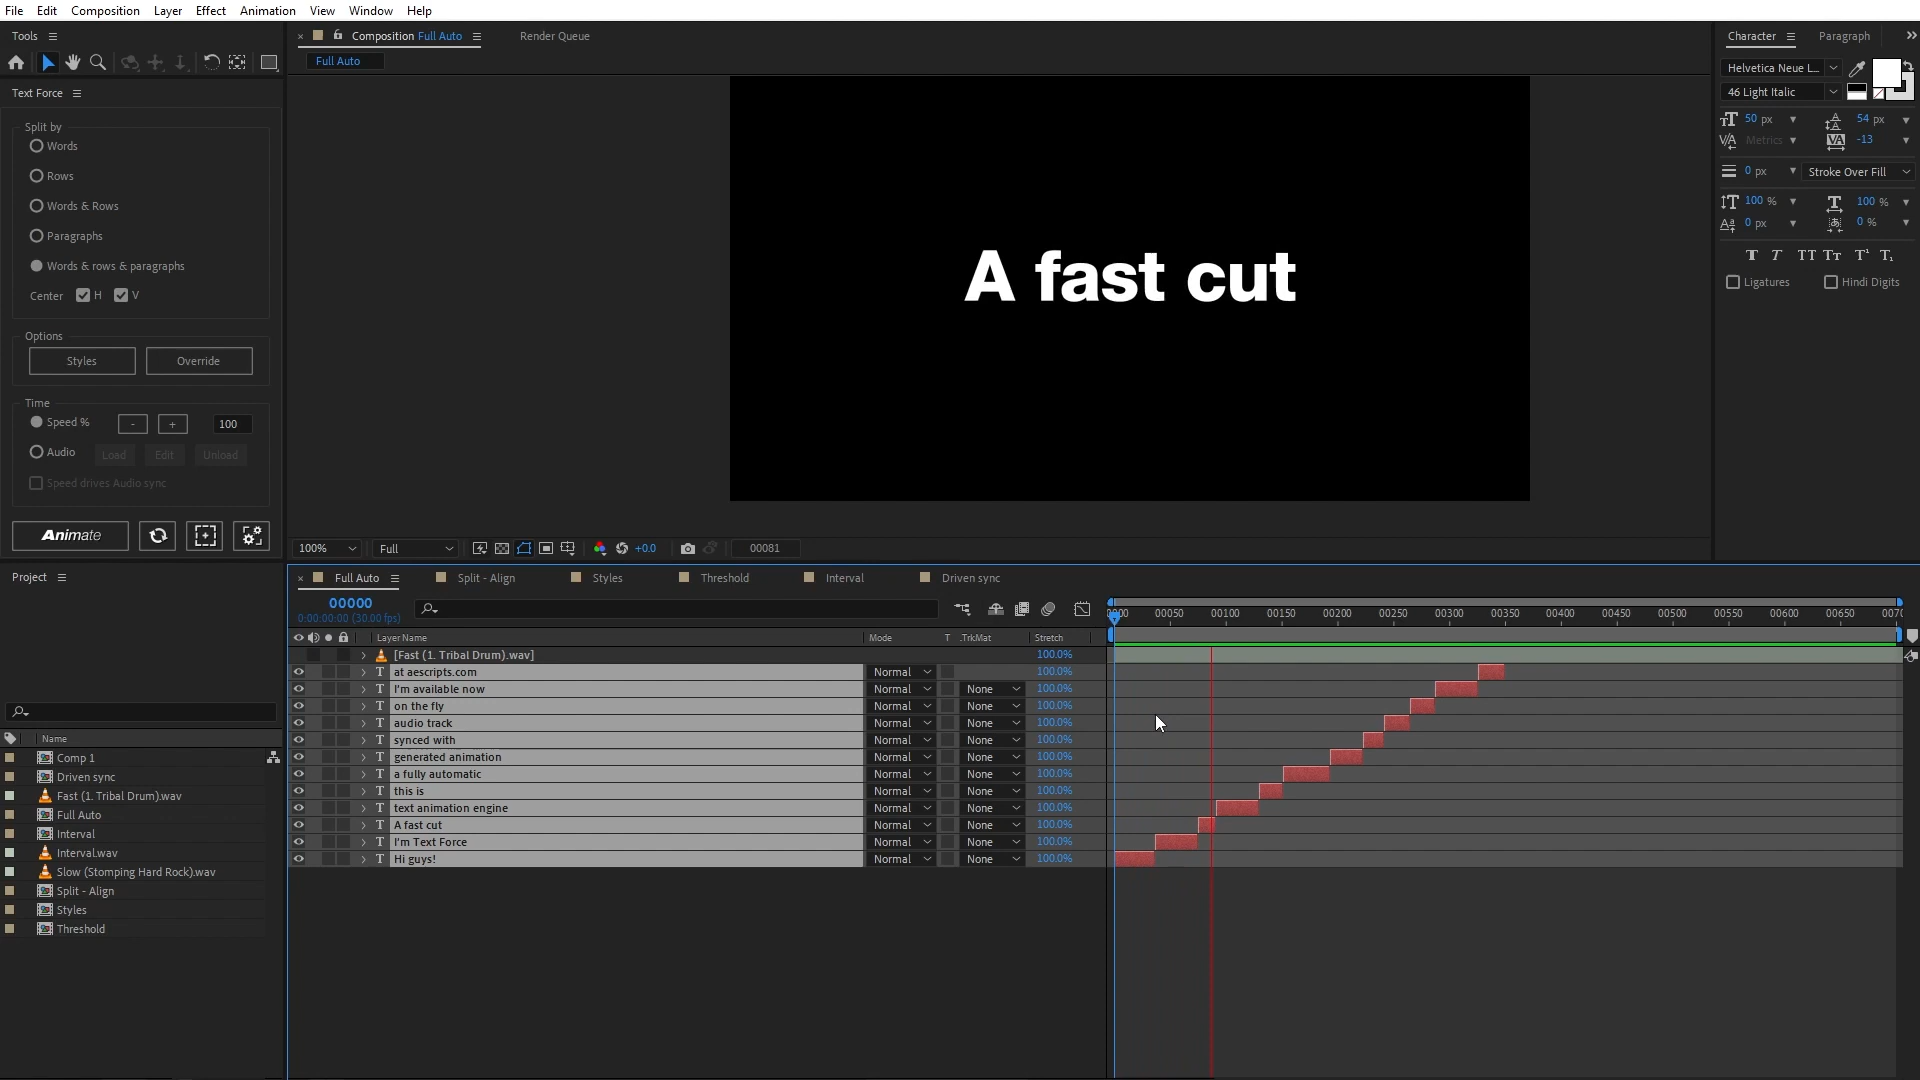 File Edit Composition Layer Effect Animation View Window Help
Tools
Composition Full Auto
Render Queue
Character
Paragraph
Full Auto
Text Force
Split by
Words
Rows
Words & Rows
Paragraphs
Words & rows & paragraphs
Center H V
Options
Styles Override
Time
Speed % - + 100
Audio Load Edit Unload
Speed drives Audio sync
Animate
A fast cut
100% Full +0.0 00081
Helvetica Neue L...
46 Light Italic
50 px 54 px
Metrics -13
0 px Stroke Over Fill
100 % 100 %
0 px 0 %
T T TT Tt T¹ T₁
Ligatures Hindi Digits
Project
Name
Comp 1
Driven sync
Fast (1. Tribal Drum).wav
Full Auto
Interval
Interval.wav
Slow (Stomping Hard Rock).wav
Split - Align
Styles
Threshold
Full Auto Split - Align Styles Threshold Interval Driven sync
00000
0:00:00:00 (30.00 fps)
00050 00100 00150 00200 00250 00300 00350 00400 00450 00500 00550 00600 00650
Layer Name Mode T .TrkMat Stretch
[Fast (1. Tribal Drum).wav] 100.0%
T at aescripts.com Normal 100.0%
T I'm available now Normal None 100.0%
T on the fly Normal None 100.0%
T audio track Normal None 100.0%
T synced with Normal None 100.0%
T generated animation Normal None 100.0%
T a fully automatic Normal None 100.0%
T this is Normal None 100.0%
T text animation engine Normal None 100.0%
T A fast cut Normal None 100.0%
T I'm Text Force Normal None 100.0%
T Hi guys! Normal None 100.0%